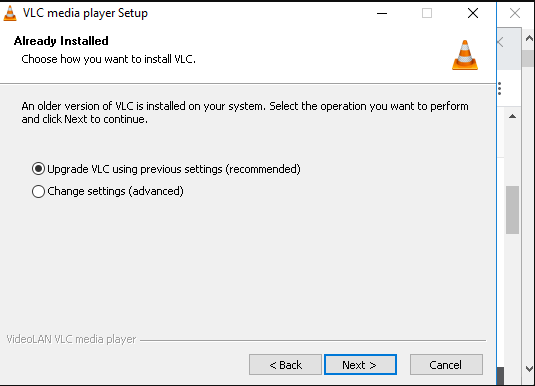 VLC media player Setup
Already Installed
Choose how you want to install VLC.
An older version of VLC is installed on your system. Select the operation you want to perform
and click Next to continue.
Upgrade VLC using previous settings (recommended)
Change settings (advanced)
VideoLAN VLC media player
< Back
Next >
Cancel